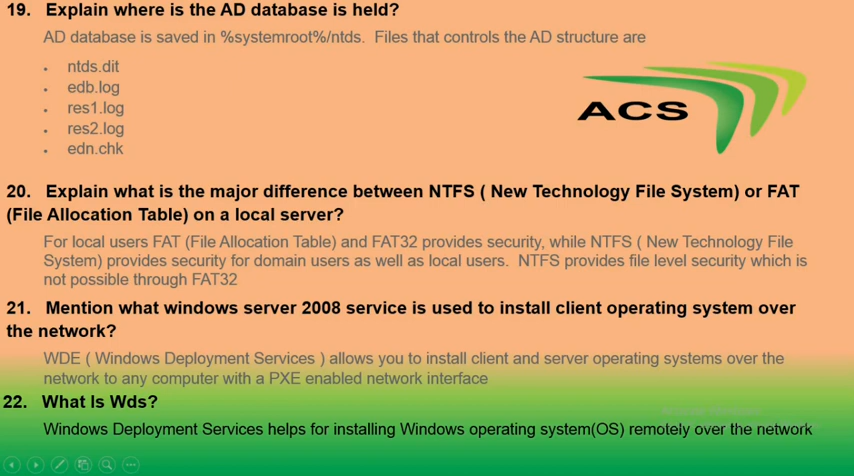 19. Explain where is the AD database is held?
AD database is saved in %systemroot%/ntds. Files that controls the AD structure are
• ntds.dit
• edb.log
• res1.log
• res2.log
• edn.chk
ACS
20. Explain what is the major difference between NTFS ( New Technology File System) or FAT
(File Allocation Table) on a local server?
For local users FAT (File Allocation Table) and FAT32 provides security, while NTFS ( New Technology File
System) provides security for domain users as well as local users. NTFS provides file level security which is
not possible through FAT32
21. Mention what windows server 2008 service is used to install client operating system over
the network?
WDE ( Windows Deployment Services ) allows you to install client and server operating systems over the
network to any computer with a PXE enabled network interface
22. What Is Wds?
Windows Deployment Services helps for installing Windows operating system(OS) remotely over the network